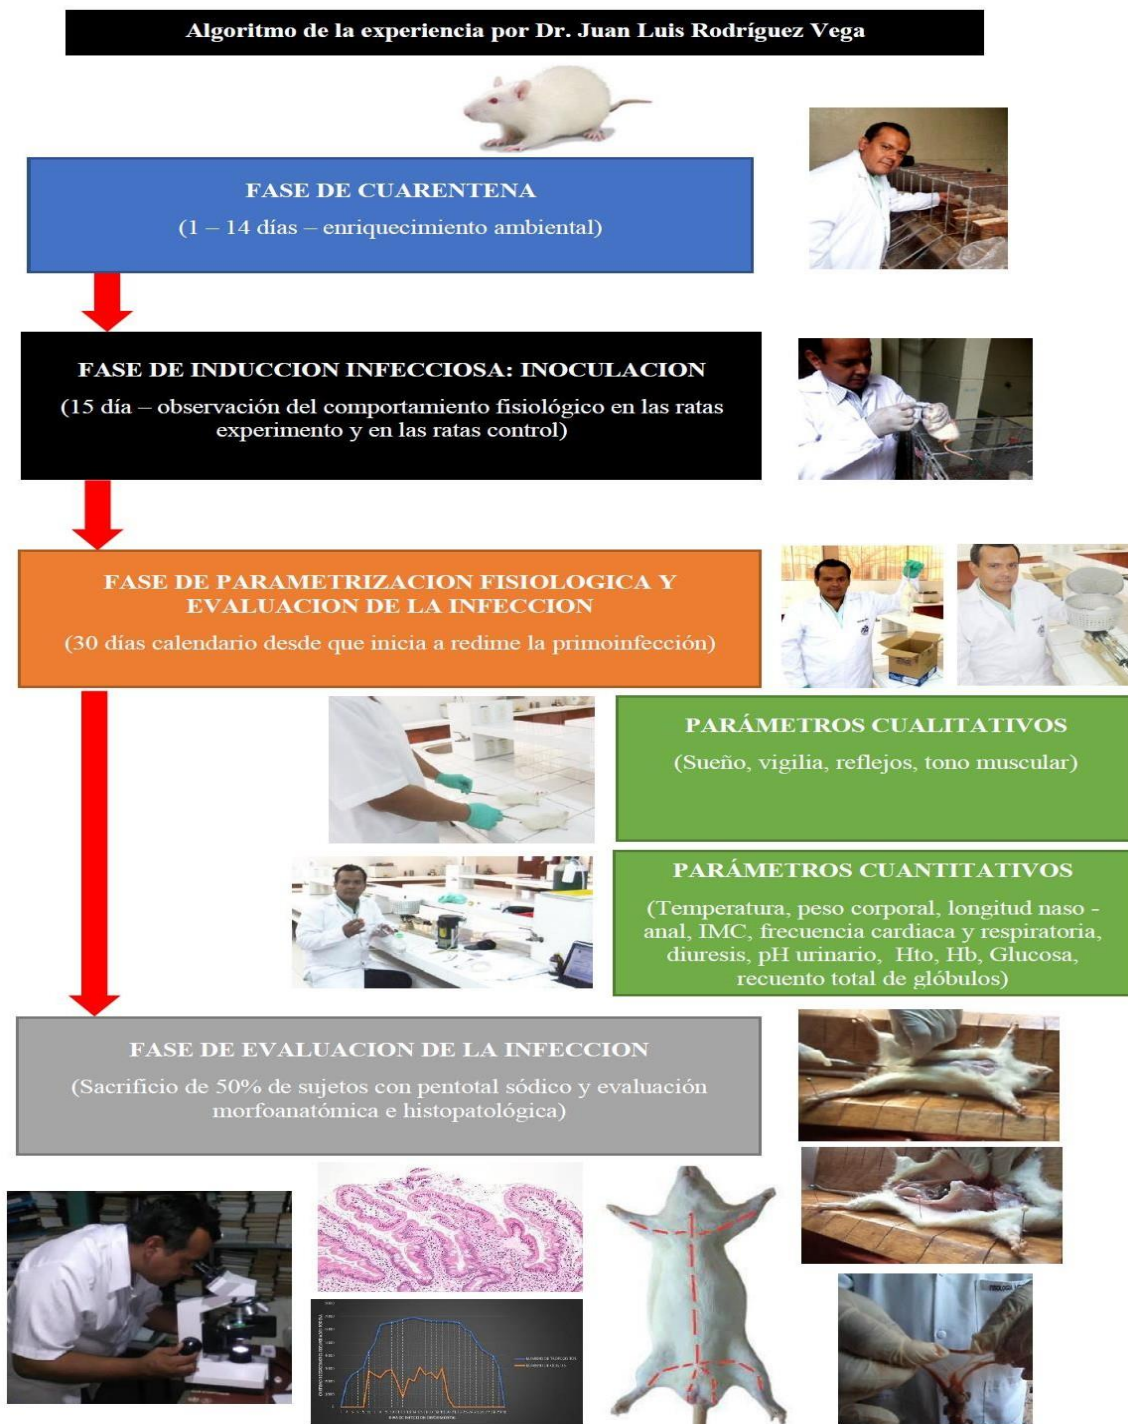 Algoritmo de la experiencia por Dr. Juan Luis Rodríguez Vega
FASE DE CUARENTENA
(1 – 14 días – enriquecimiento ambiental)
FASE DE INDUCCION INFECCIOSA: INOCULACION
(15 día – observación del comportamiento fisiológico en las ratas
experimento y en las ratas control)
FASE DE PARAMETRIZACION FISIOLOGICA Y
EVALUACION DE LA INFECCION
(30 días calendario desde que inicia a redime la primoinfección)
PARÁMETROS CUALITATIVOS
(Sueño, vigilia, reflejos, tono muscular)
PARÁMETROS CUANTITATIVOS
(Temperatura, peso corporal, longitud naso -
anal, IMC, frecuencia cardiaca y respiratoria,
diuresis, pH urinario, Hto, Hb, Glucosa,
recuento total de glóbulos)
FASE DE EVALUACION DE LA INFECCION
(Sacrificio de 50% de sujetos con pentotal sódico y evaluación
morfoanatómica e histopatológica)